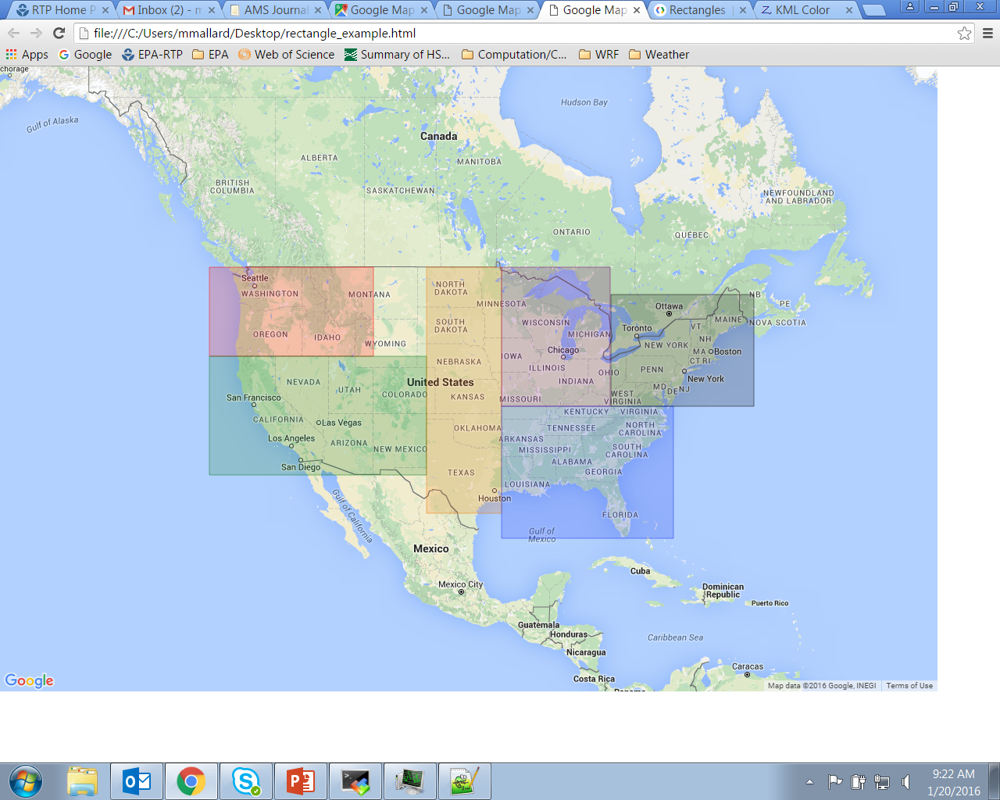 RTP Home P
Inbox (2) - m
AMS Journal
Google Map
Google Map
Google Map
Rectangles
KML Color
file:///C:/Users/mmallard/Desktop/rectangle_example.html
Apps
Google
EPA-RTP
EPA
Web of Science
Summary of HS...
Computation/C...
WRF
Weather
chorage
Gulf of Alaska
Hudson Bay
Canada
ALBERTA
MANITOBA
BRITISH
COLUMBIA
SASKATCHEWAN
NEWFOUNDLAND
AND LABRADOR
ONTARIO
QUEBEC
Seattle
WASHINGTON
MONTANA
NORTH
DAKOTA
MINNESOTA
Ottawa
NB
PE
NOVA SCOTIA
MAINE
OREGON
IDAHO
WYOMING
SOUTH
DAKOTA
WISCONSIN
MICHIGAN
Toronto
VT
NH
NEW YORK
MA
Boston
CT
RI
IOWA
Chicago
NEBRASKA
ILLINOIS
INDIANA
OHIO
PENN
New York
NEVADA
UTAH
COLORADO
United States
KANSAS
MISSOURI
WEST
VIRGINIA
MD
DE
NJ
San Francisco
CALIFORNIA
Las Vegas
KENTUCKY
VIRGINIA
Los Angeles
ARIZONA
NEW MEXICO
OKLAHOMA
ARKANSAS
TENNESSEE
NORTH
CAROLINA
San Diego
MISSISSIPPI
ALABAMA
SOUTH
CAROLINA
GEORGIA
TEXAS
LOUISIANA
Houston
FLORIDA
Gulf of California
Gulf of
Mexico
Mexico
Mexico City
Cuba
Dominican
Republic
Puerto Rico
Guatemala
Honduras
Nicaragua
Caribbean Sea
Costa Rica
Caracas
Panama
Google
Map data ©2016 Google, INEGI
Terms of Use
9:22 AM
1/20/2016